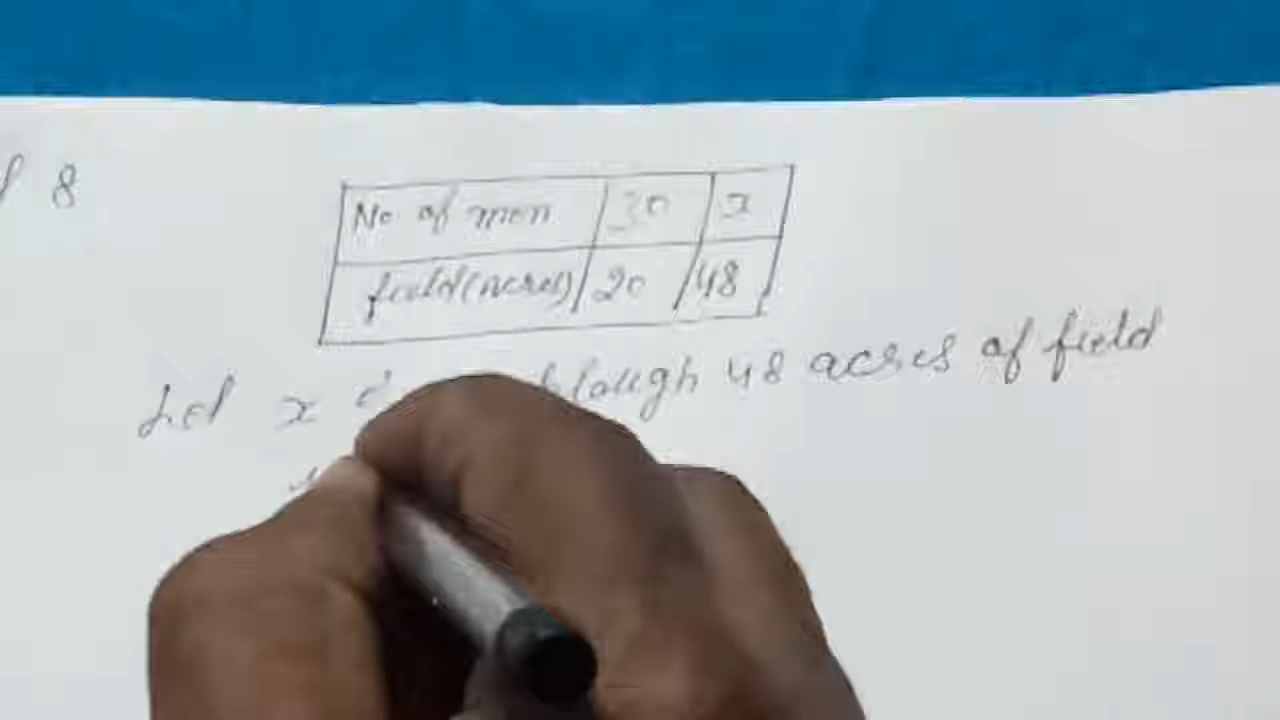 8
No of men 30 x
field(acres) 20 48
Let x plough 48 acres of field